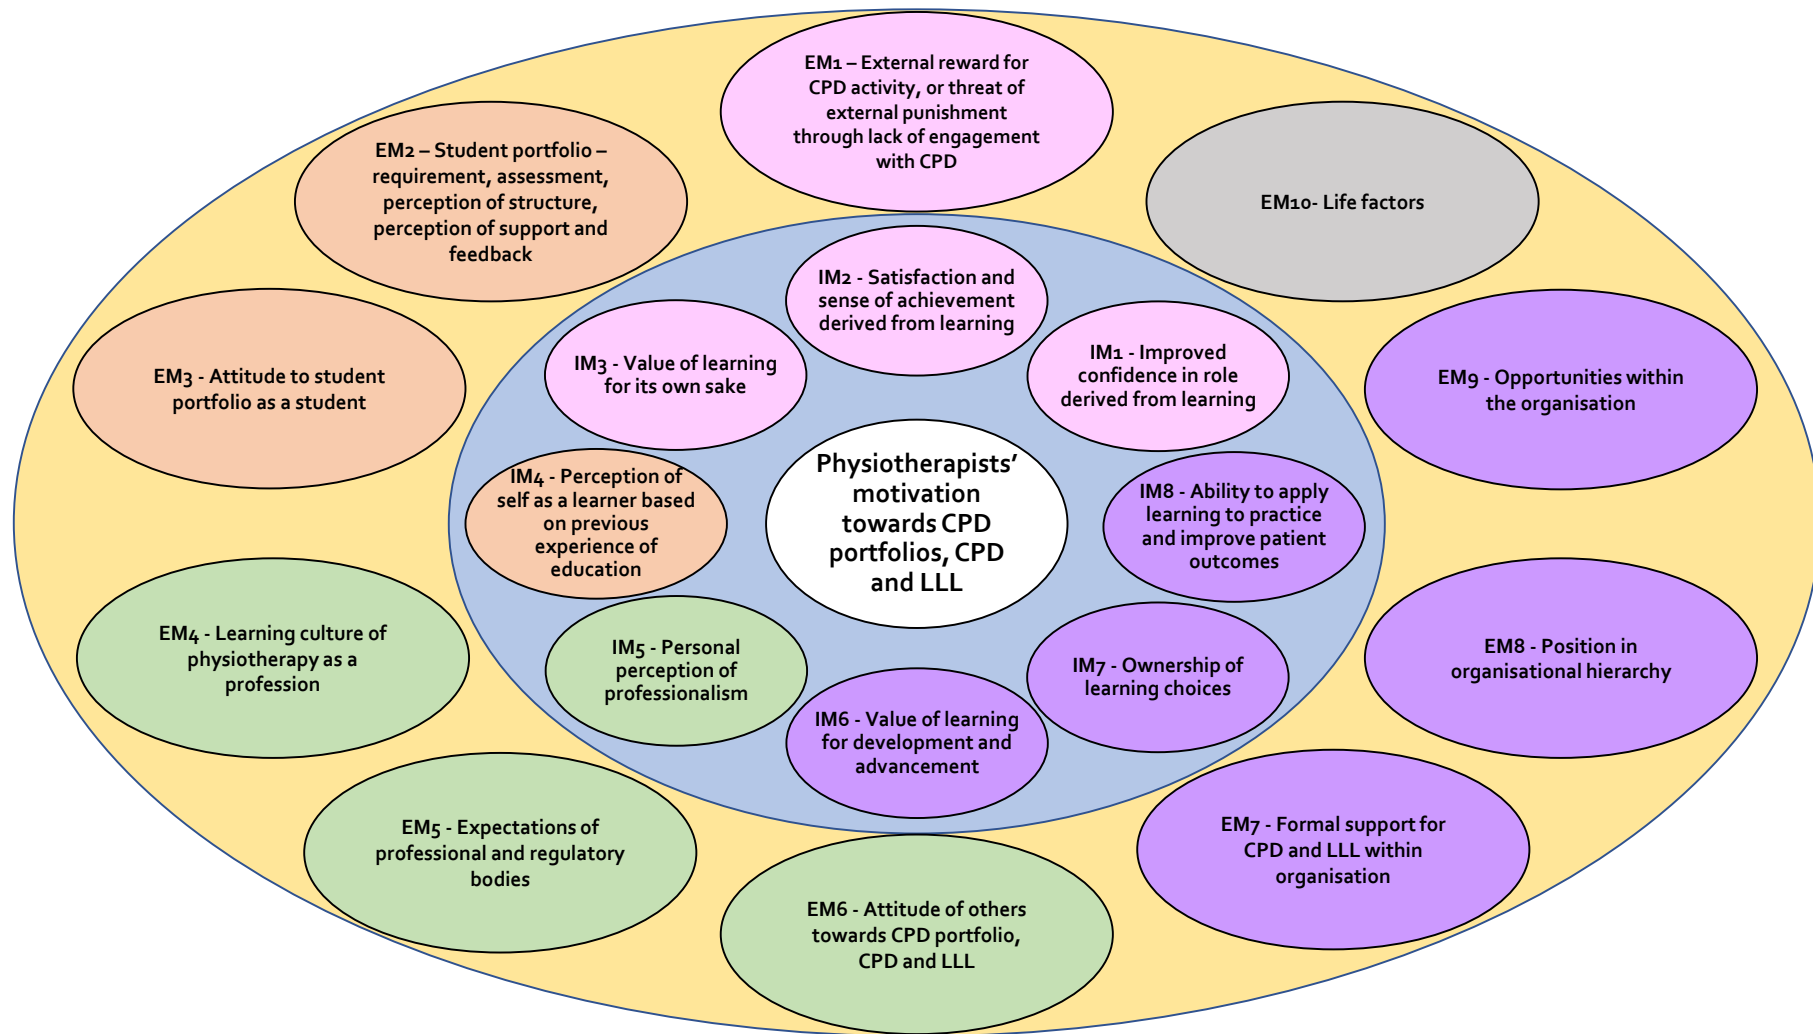 EM1 – External reward for
CPD activity, or threat of
external punishment
through lack of engagement
with CPD
EM2 – Student portfolio –
requirement, assessment,
perception of structure,
perception of support and
feedback
EM10- Life factors
IM2 - Satisfaction and
sense of achievement
derived from learning
IM3 - Value of learning
for its own sake
IM1 - Improved
confidence in role
derived from learning
EM3 - Attitude to student
portfolio as a student
EM9 - Opportunities within
the organisation
Physiotherapists’
motivation
towards CPD
portfolios, CPD
and LLL
IM4 - Perception of
self as a learner based
on previous
experience of
education
IM8 - Ability to apply
learning to practice
and improve patient
outcomes
EM4 - Learning culture of
physiotherapy as a
profession
IM5 - Personal
perception of
professionalism
IM7 - Ownership of
learning choices
EM8 - Position in
organisational hierarchy
IM6 - Value of learning
for development and
advancement
EM5 - Expectations of
professional and regulatory
bodies
EM7 - Formal support for
CPD and LLL within
organisation
EM6 - Attitude of others
towards CPD portfolio,
CPD and LLL